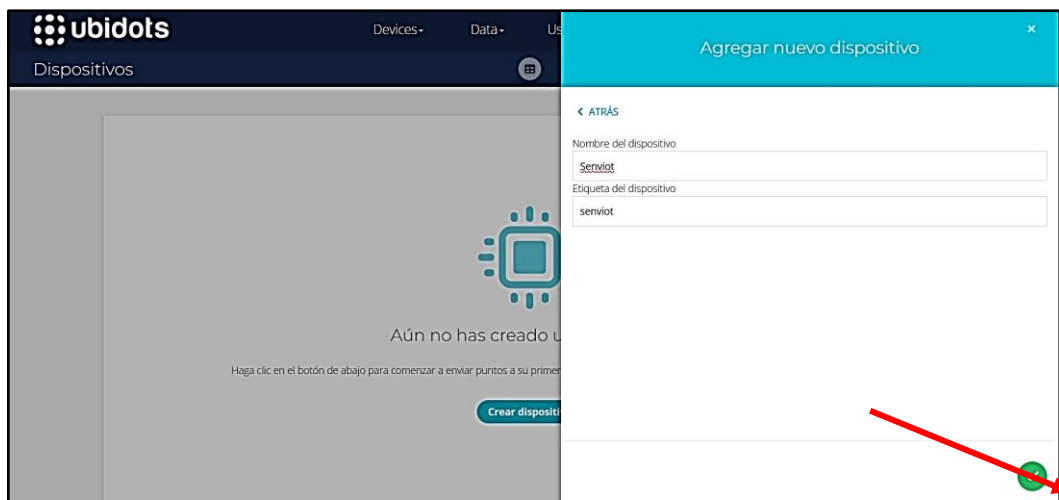 ubidots
Devices
Data
Us
Agregar nuevo dispositivo
×
Dispositivos
ATRÁS
Nombre del dispositivo
Senviot
Etiqueta del dispositivo
senviot
Aún no has creado u
Haga clic en el botón de abajo para comenzar a enviar puntos a su primer
Crear dispositi